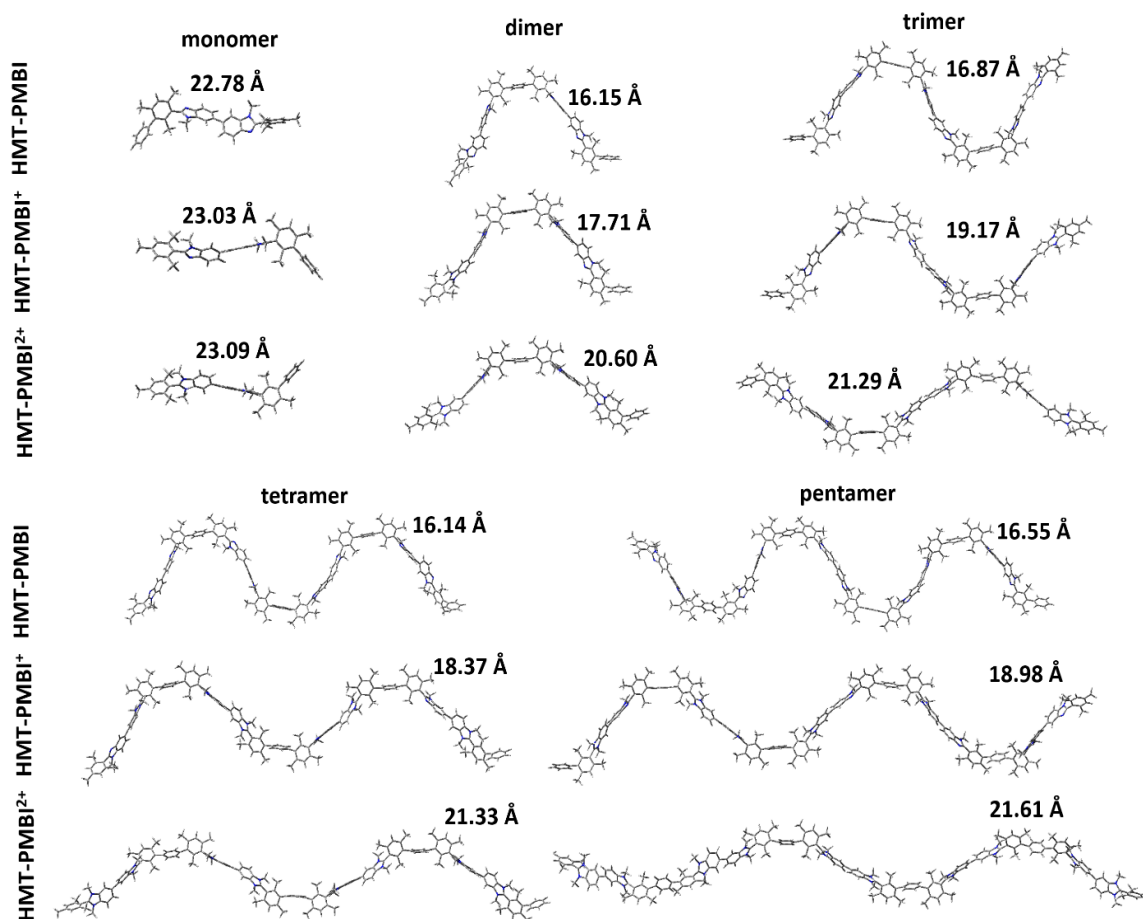 monomer
dimer
trimer
HMT-PMBI
22.78 Å
16.15 Å
16.87 Å
HMT-PMBI⁺
23.03 Å
17.71 Å
19.17 Å
HMT-PMBI²⁺
23.09 Å
20.60 Å
21.29 Å
tetramer
pentamer
HMT-PMBI
16.14 Å
16.55 Å
HMT-PMBI⁺
18.37 Å
18.98 Å
HMT-PMBI²⁺
21.33 Å
21.61 Å